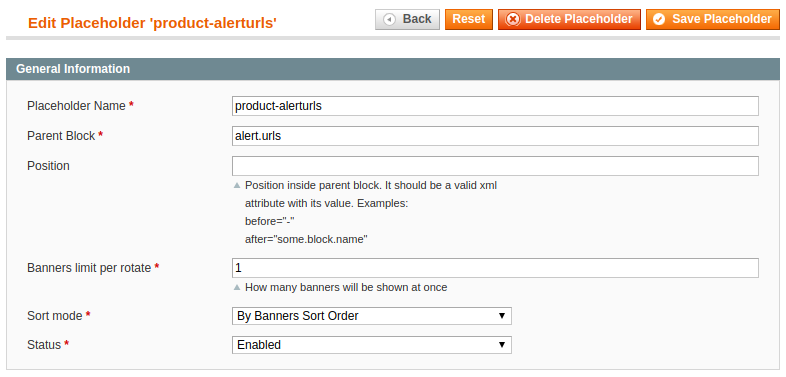 Edit Placeholder 'product-alerturls'
Back Reset Delete Placeholder Save Placeholder
General Information
Placeholder Name * product-alerturls
Parent Block * alert.urls
Position
Position inside parent block. It should be a valid xml
attribute with its value. Examples:
before="-"
after="some.block.name"
Banners limit per rotate * 1
How many banners will be shown at once
Sort mode * By Banners Sort Order
Status * Enabled